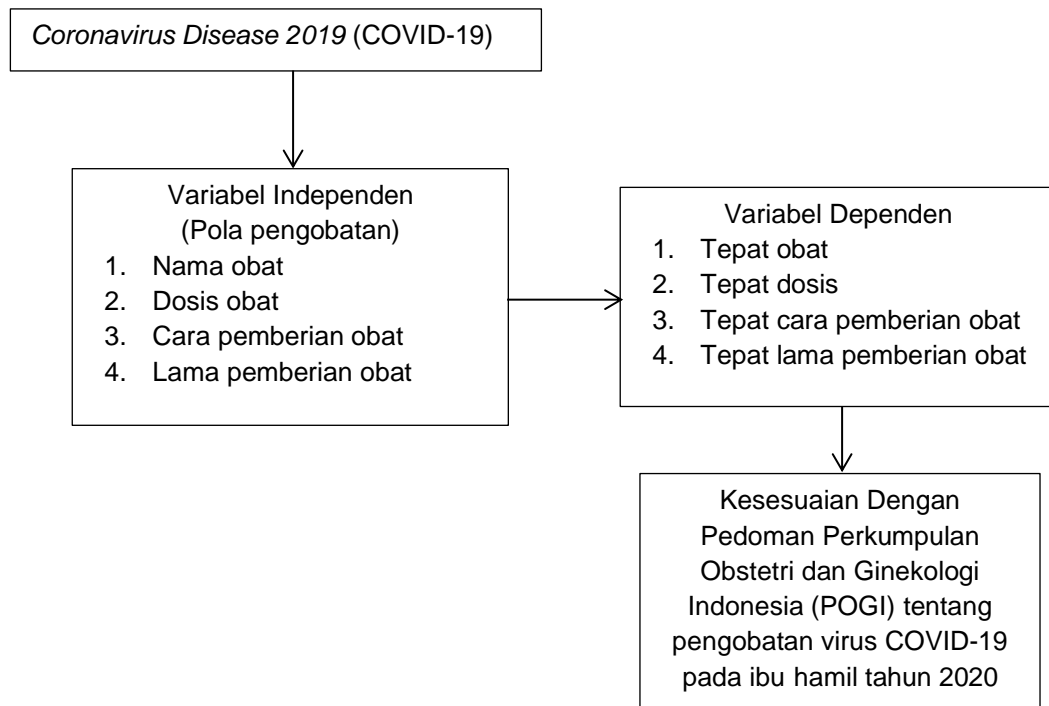 Coronavirus Disease 2019 (COVID-19)
Variabel Independen
(Pola pengobatan)
1. Nama obat
2. Dosis obat
3. Cara pemberian obat
4. Lama pemberian obat
Variabel Dependen
1. Tepat obat
2. Tepat dosis
3. Tepat cara pemberian obat
4. Tepat lama pemberian obat
Kesesuaian Dengan
Pedoman Perkumpulan
Obstetri dan Ginekologi
Indonesia (POGI) tentang
pengobatan virus COVID-19
pada ibu hamil tahun 2020